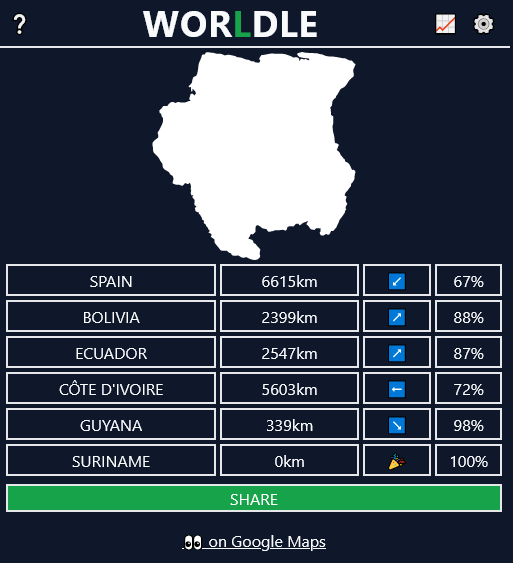 ?
WORLDLE
SPAIN 6615km 67%
BOLIVIA 2399km 88%
ECUADOR 2547km 87%
CÔTE D'IVOIRE 5603km 72%
GUYANA 339km 98%
SURINAME 0km 100%
SHARE
on Google Maps